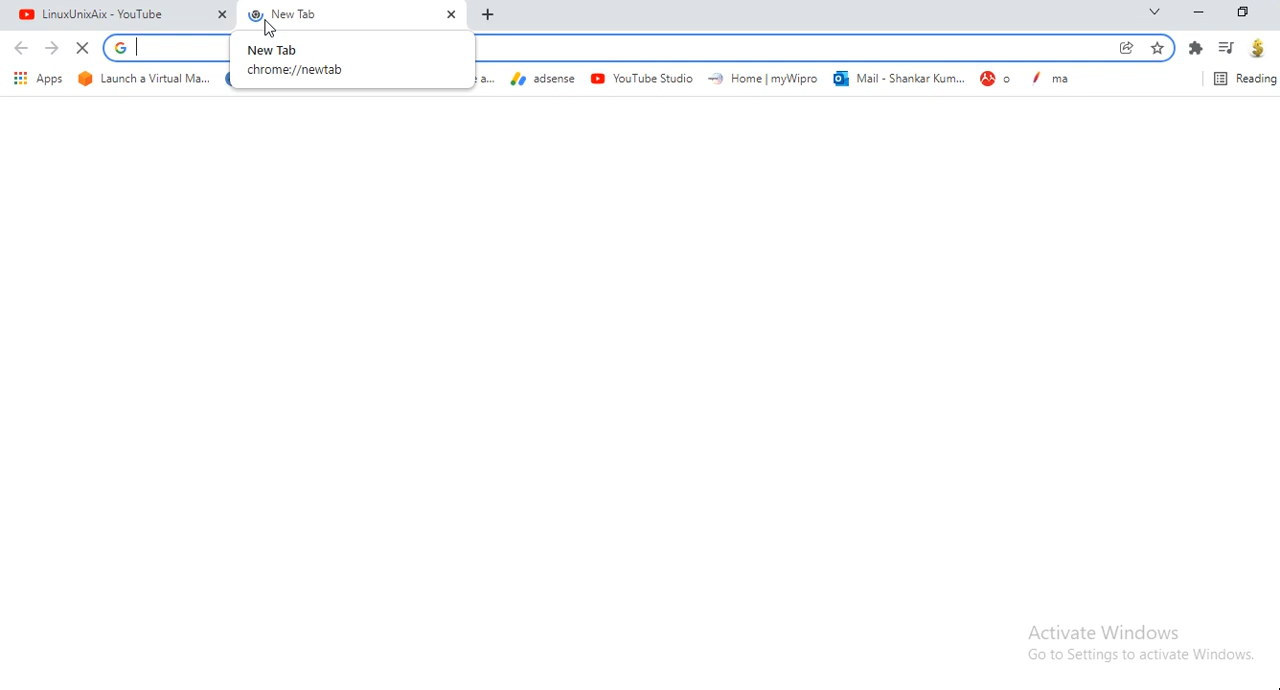 LinuxUnixAix - YouTube
New Tab
New Tab
chrome://newtab
Apps
Launch a Virtual Ma...
e a...
adsense
YouTube Studio
Home | myWipro
Mail - Shankar Kum...
o
ma
Reading
Activate Windows
Go to Settings to activate Windows.